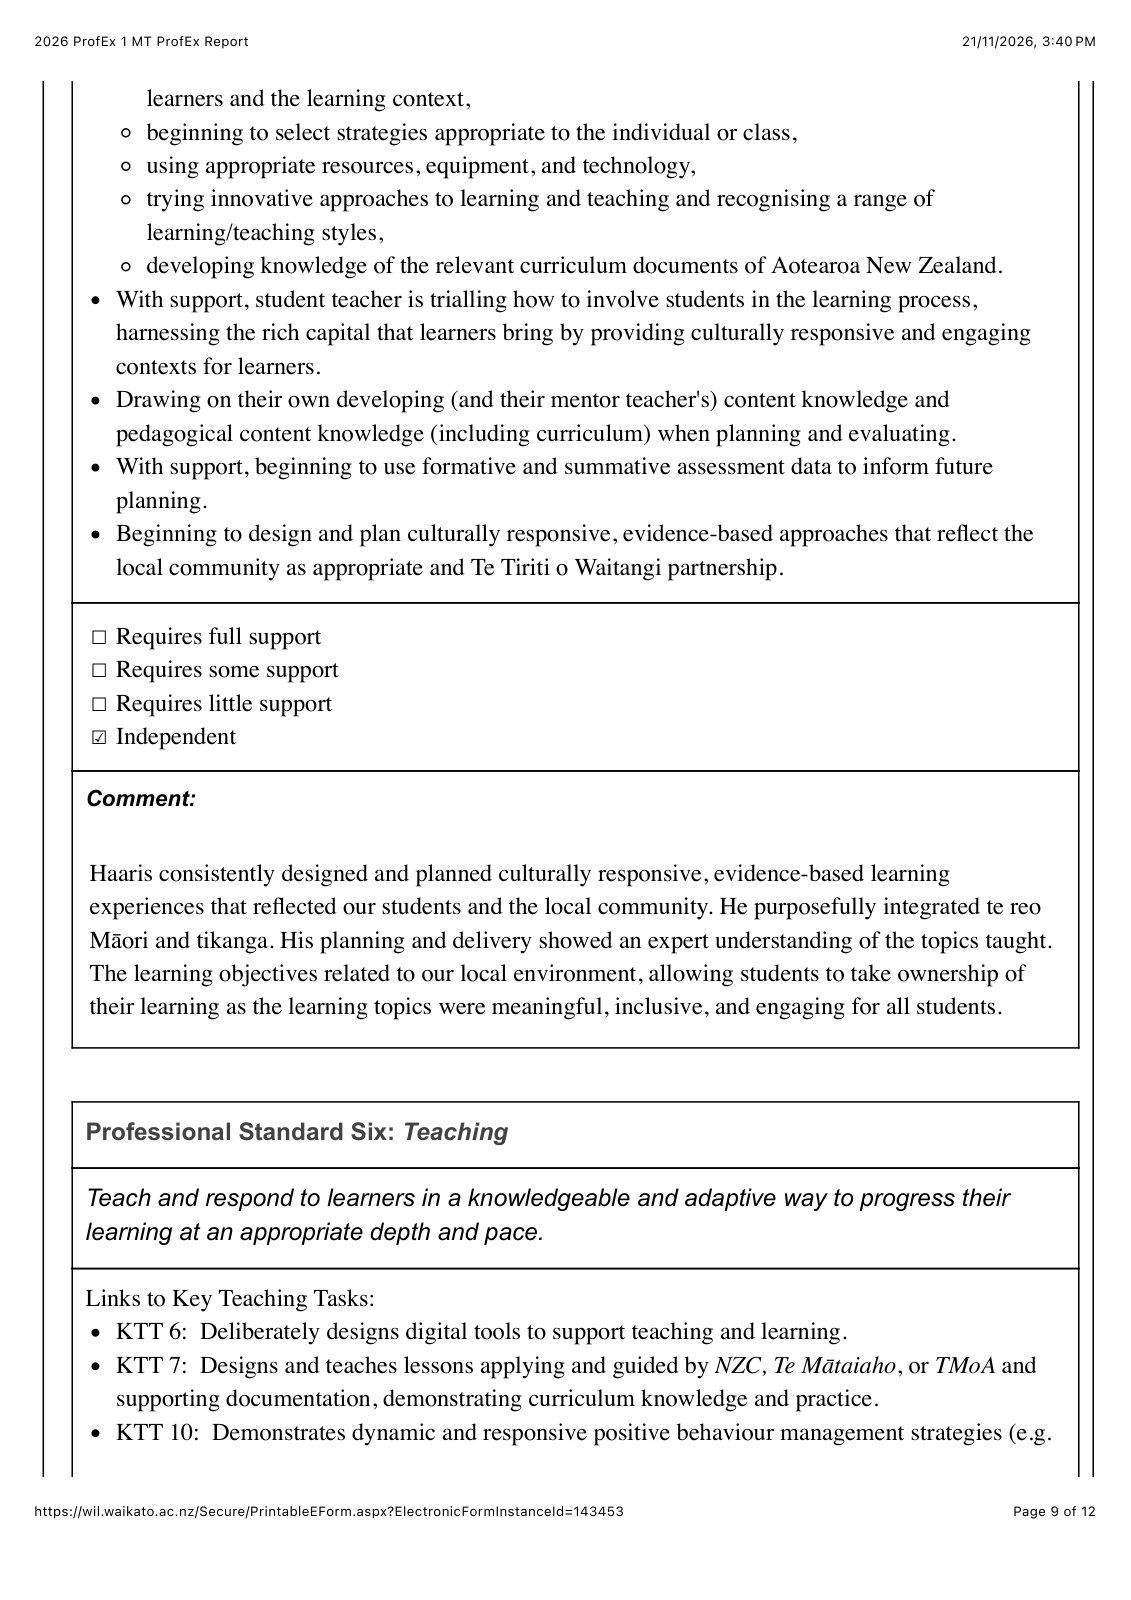 2026 ProfEx 1 MT ProfEx Report
21/11/2026, 3:40 PM
learners and the learning context,
beginning to select strategies appropriate to the individual or class,
using appropriate resources, equipment, and technology,
trying innovative approaches to learning and teaching and recognising a range of
learning/teaching styles,
developing knowledge of the relevant curriculum documents of Aotearoa New Zealand.
• With support, student teacher is trialling how to involve students in the learning process,
harnessing the rich capital that learners bring by providing culturally responsive and engaging
contexts for learners.
• Drawing on their own developing (and their mentor teacher's) content knowledge and
pedagogical content knowledge (including curriculum) when planning and evaluating.
• With support, beginning to use formative and summative assessment data to inform future
planning.
• Beginning to design and plan culturally responsive, evidence-based approaches that reflect the
local community as appropriate and Te Tiriti o Waitangi partnership.
☐ Requires full support
☐ Requires some support
☐ Requires little support
☑ Independent
Comment:
Haaris consistently designed and planned culturally responsive, evidence-based learning
experiences that reflected our students and the local community. He purposefully integrated te reo
Māori and tikanga. His planning and delivery showed an expert understanding of the topics taught.
The learning objectives related to our local environment, allowing students to take ownership of
their learning as the learning topics were meaningful, inclusive, and engaging for all students.
Professional Standard Six: Teaching
Teach and respond to learners in a knowledgeable and adaptive way to progress their
learning at an appropriate depth and pace.
Links to Key Teaching Tasks:
• KTT 6: Deliberately designs digital tools to support teaching and learning.
• KTT 7: Designs and teaches lessons applying and guided by NZC, Te Mātaiaho, or TMoA and
supporting documentation, demonstrating curriculum knowledge and practice.
• KTT 10: Demonstrates dynamic and responsive positive behaviour management strategies (e.g.
https://wil.waikato.ac.nz/Secure/PrintableEForm.aspx?ElectronicFormInstanceId=143453
Page 9 of 12